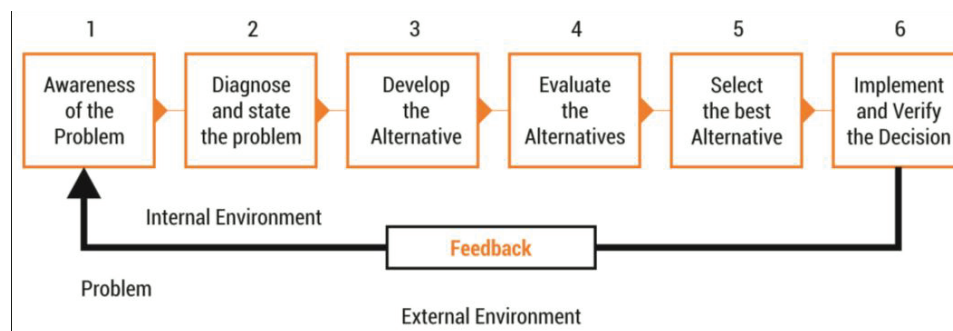 1
2
3
4
5
6
Awareness
of the
Problem
Diagnose
and state
the problem
Develop
the
Alternative
Evaluate
the
Alternatives
Select
the best
Alternative
Implement
and Verify
the Decision
Internal Environment
Feedback
Problem
External Environment